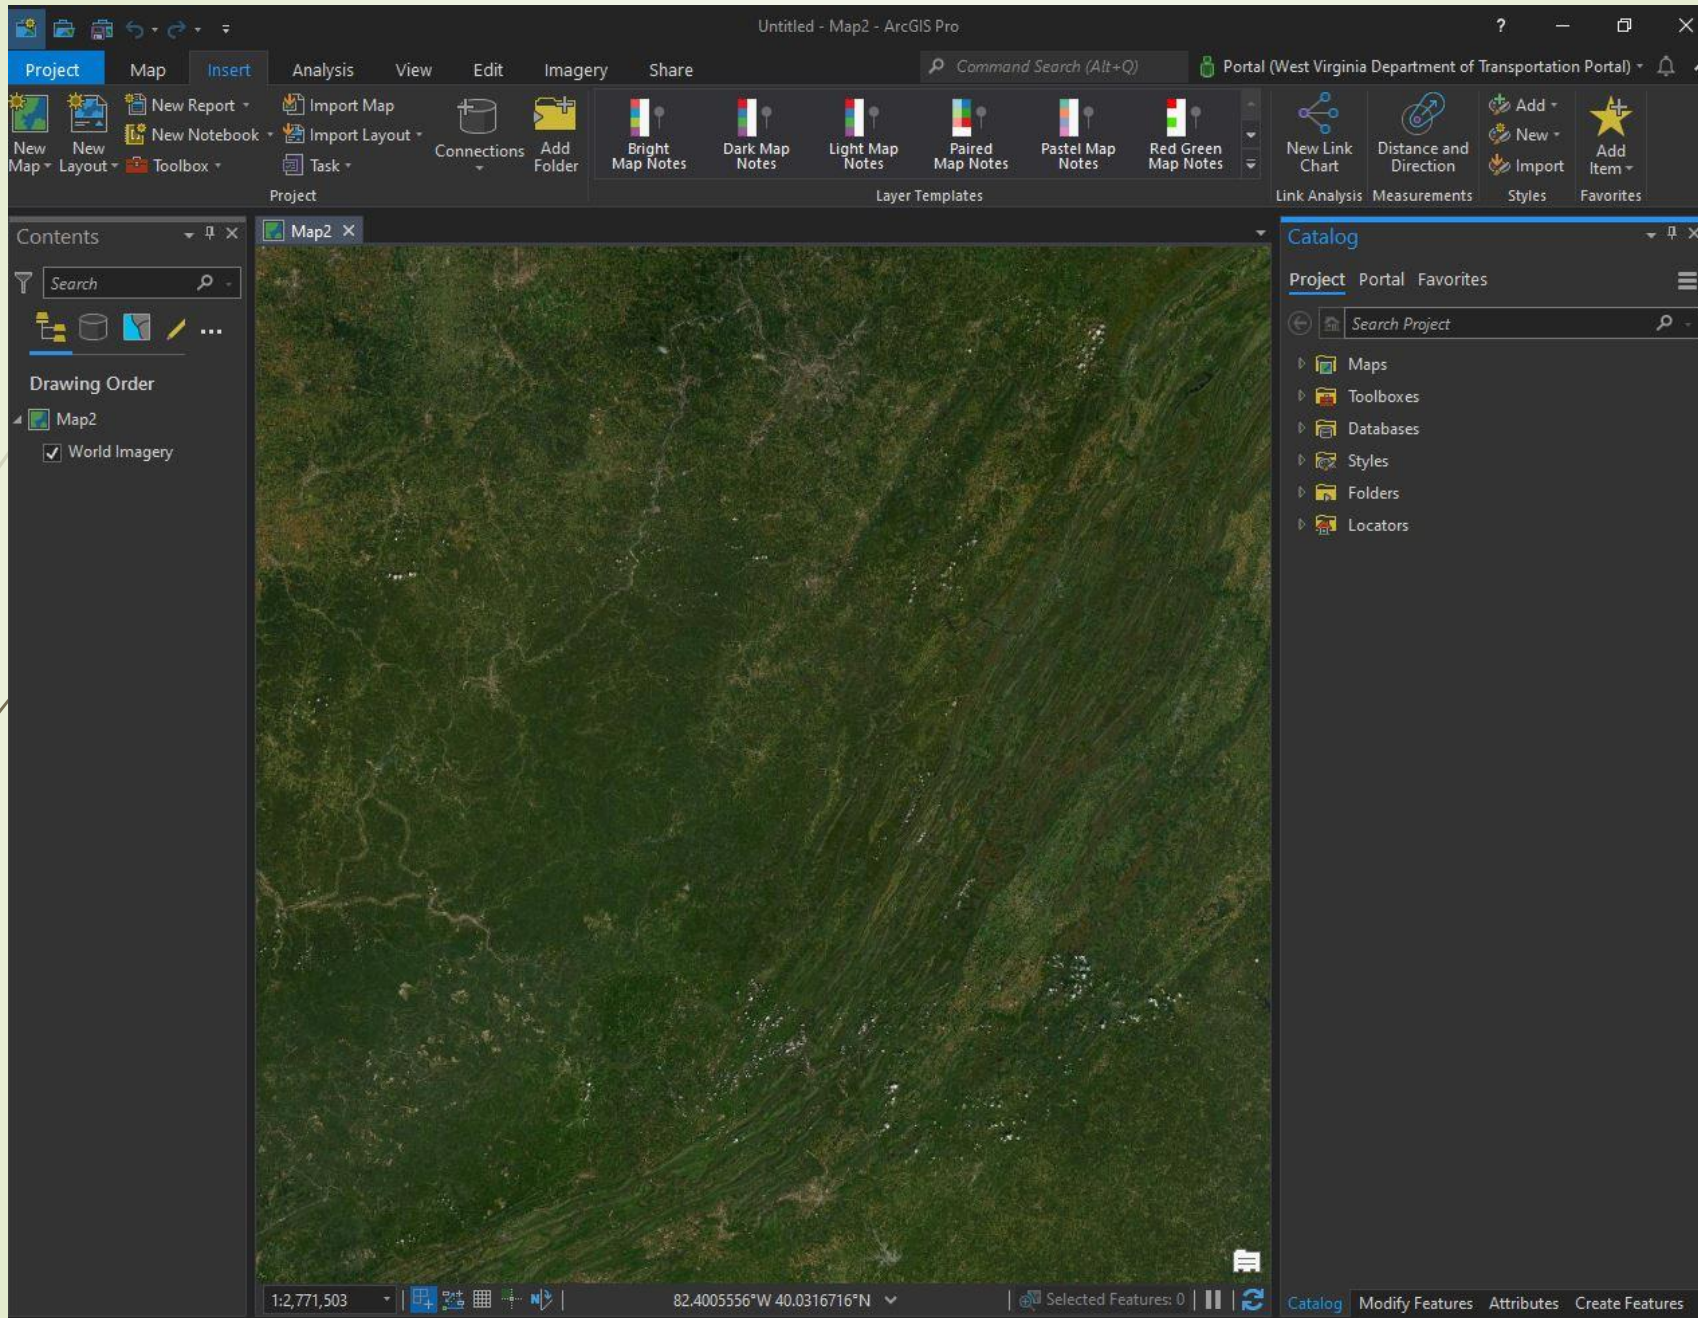 Untitled - Map2 - ArcGIS Pro
?
Project Map Insert Analysis View Edit Imagery Share
Command Search (Alt+Q)
Portal (West Virginia Department of Transportation Portal)
New Map
New Layout
New Report
New Notebook
Toolbox
Import Map
Import Layout
Task
Connections
Add Folder
Project
Bright Map Notes
Dark Map Notes
Light Map Notes
Paired Map Notes
Pastel Map Notes
Red Green Map Notes
Layer Templates
New Link Chart
Link Analysis
Distance and Direction
Measurements
Add
New
Import
Styles
Add Item
Favorites
Contents
Search
Drawing Order
Map2
World Imagery
Map2
1:2,771,503
N
82.4005556°W 40.0316716°N
Selected Features: 0
Catalog
Project Portal Favorites
Search Project
Maps
Toolboxes
Databases
Styles
Folders
Locators
Catalog Modify Features Attributes Create Features